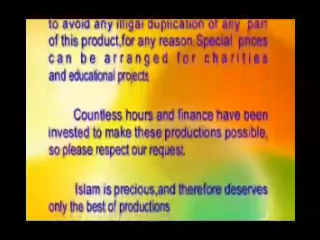 to avoid any illigal duplication of any part
of this product,for any reason.Special prices
can be arranged for charities
and educational projects
Countless hours and finance have been
invested to make these productions possible,
so please respect our request.
Islam is precious,and therefore deserves
only the best of productions